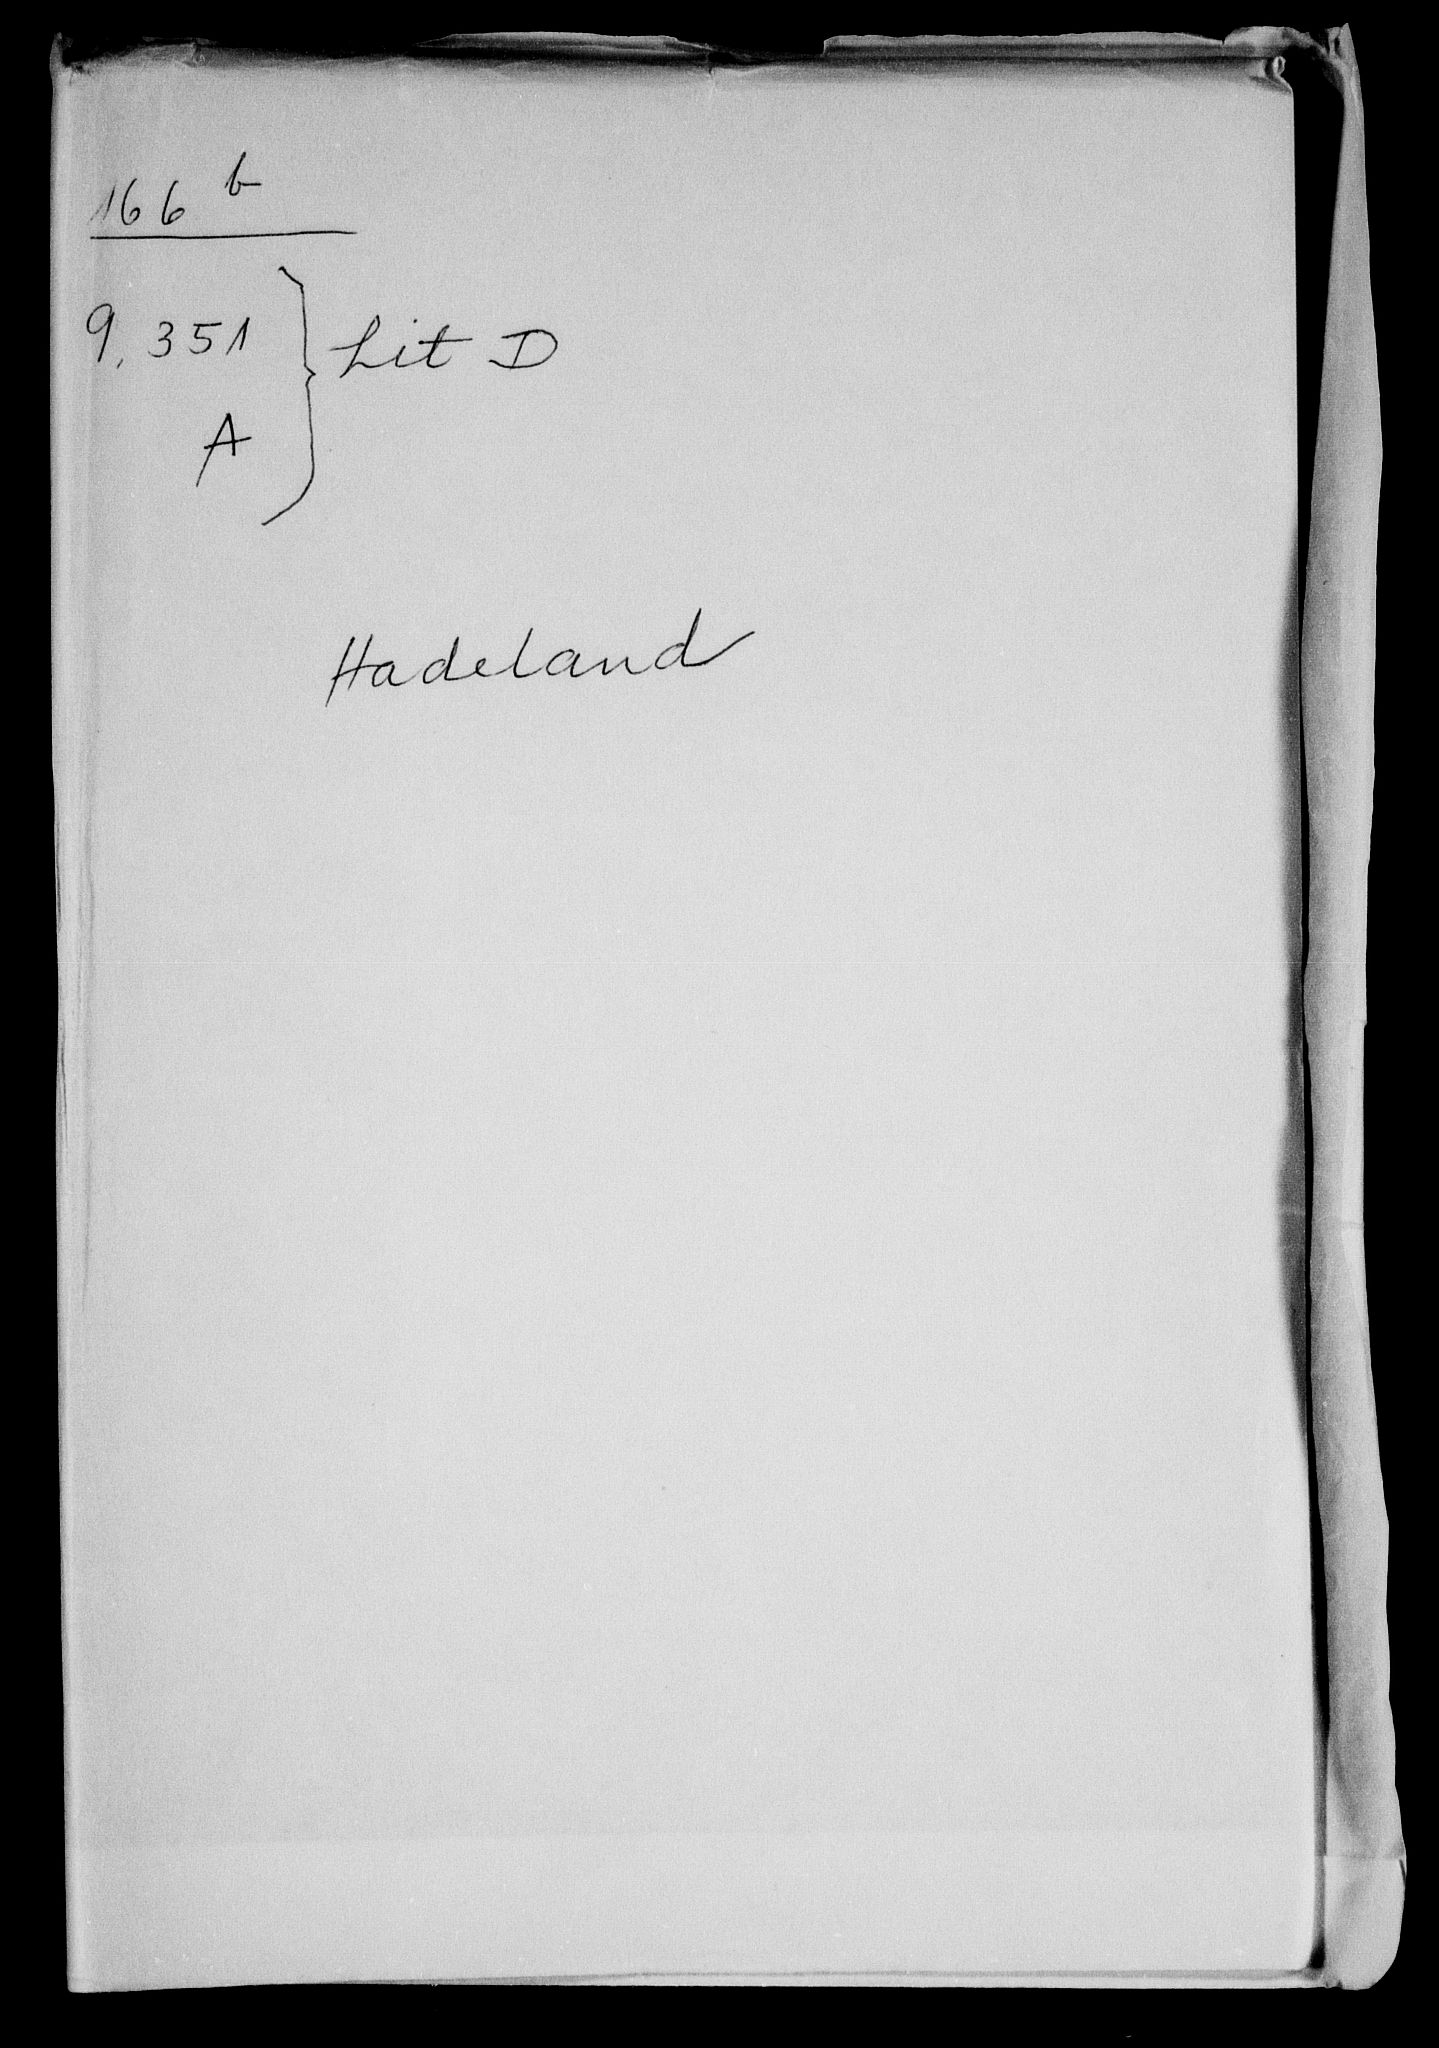 166 b
9. 351 } Lit D
A
Hadeland